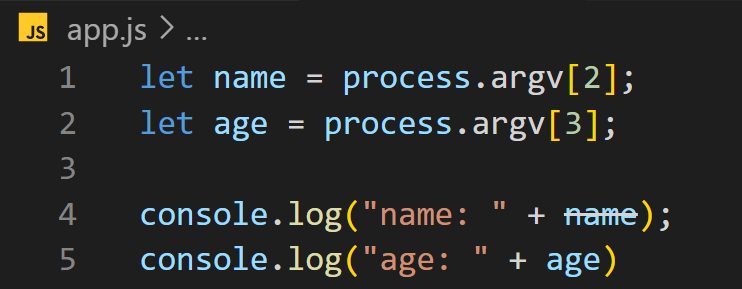 JS app.js > ...
1 let name = process.argv[2];
2 let age = process.argv[3];
3
4 console.log("name: " + name);
5 console.log("age: " + age)